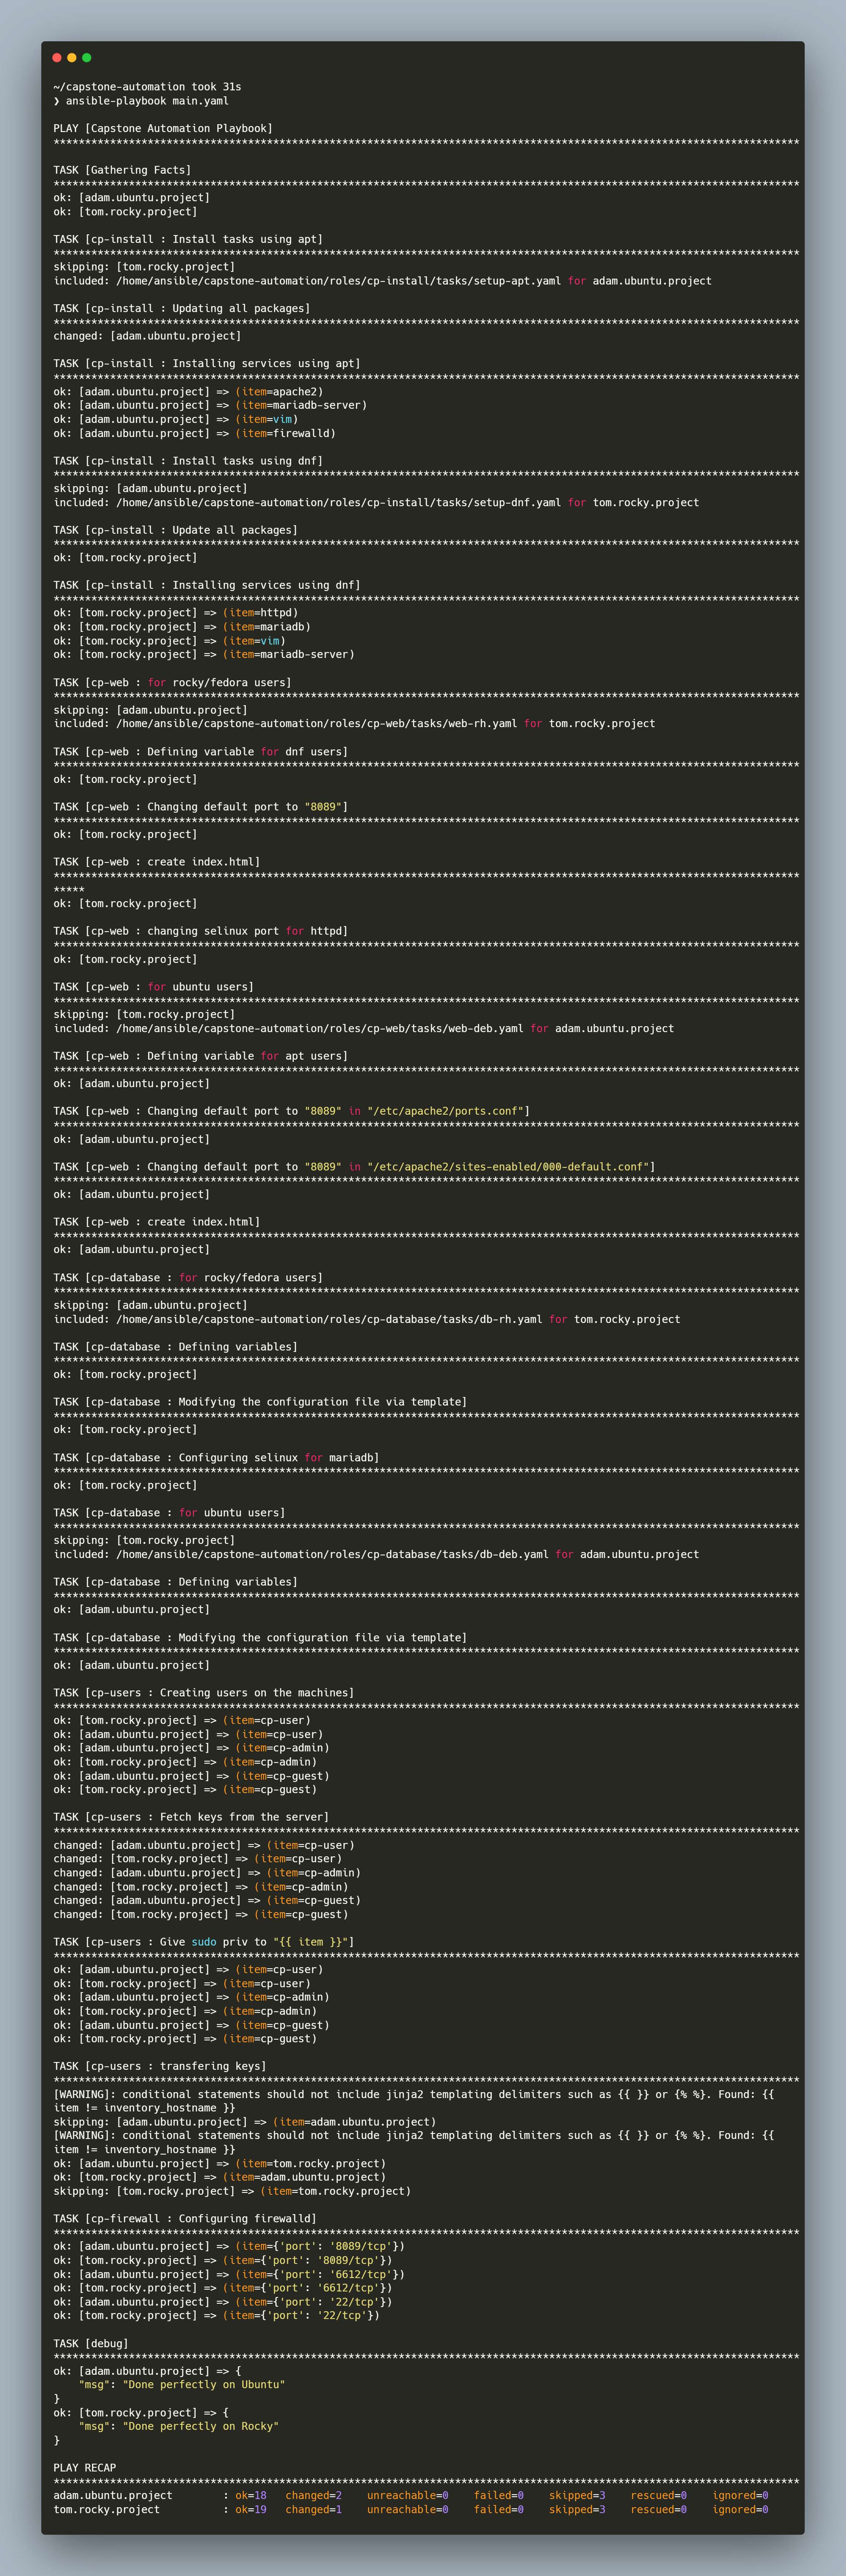 ~/capstone-automation took 31s
❯ ansible-playbook main.yaml
PLAY [Capstone Automation Playbook]
***********************************************************************************************************************
TASK [Gathering Facts]
***********************************************************************************************************************
ok: [adam.ubuntu.project]
ok: [tom.rocky.project]
TASK [cp-install : Install tasks using apt]
***********************************************************************************************************************
skipping: [tom.rocky.project]
included: /home/ansible/capstone-automation/roles/cp-install/tasks/setup-apt.yaml for adam.ubuntu.project
TASK [cp-install : Updating all packages]
***********************************************************************************************************************
changed: [adam.ubuntu.project]
TASK [cp-install : Installing services using apt]
***********************************************************************************************************************
ok: [adam.ubuntu.project] => (item=apache2)
ok: [adam.ubuntu.project] => (item=mariadb-server)
ok: [adam.ubuntu.project] => (item=vim)
ok: [adam.ubuntu.project] => (item=firewalld)
TASK [cp-install : Install tasks using dnf]
***********************************************************************************************************************
skipping: [adam.ubuntu.project]
included: /home/ansible/capstone-automation/roles/cp-install/tasks/setup-dnf.yaml for tom.rocky.project
TASK [cp-install : Update all packages]
***********************************************************************************************************************
ok: [tom.rocky.project]
TASK [cp-install : Installing services using dnf]
***********************************************************************************************************************
ok: [tom.rocky.project] => (item=httpd)
ok: [tom.rocky.project] => (item=mariadb)
ok: [tom.rocky.project] => (item=vim)
ok: [tom.rocky.project] => (item=mariadb-server)
TASK [cp-web : for rocky/fedora users]
***********************************************************************************************************************
skipping: [adam.ubuntu.project]
included: /home/ansible/capstone-automation/roles/cp-web/tasks/web-rh.yaml for tom.rocky.project
TASK [cp-web : Defining variable for dnf users]
***********************************************************************************************************************
ok: [tom.rocky.project]
TASK [cp-web : Changing default port to "8089"]
***********************************************************************************************************************
ok: [tom.rocky.project]
TASK [cp-web : create index.html]
***********************************************************************************************************************
*****
ok: [tom.rocky.project]
TASK [cp-web : changing selinux port for httpd]
***********************************************************************************************************************
ok: [tom.rocky.project]
TASK [cp-web : for ubuntu users]
***********************************************************************************************************************
skipping: [tom.rocky.project]
included: /home/ansible/capstone-automation/roles/cp-web/tasks/web-deb.yaml for adam.ubuntu.project
TASK [cp-web : Defining variable for apt users]
***********************************************************************************************************************
ok: [adam.ubuntu.project]
TASK [cp-web : Changing default port to "8089" in "/etc/apache2/ports.conf"]
***********************************************************************************************************************
ok: [adam.ubuntu.project]
TASK [cp-web : Changing default port to "8089" in "/etc/apache2/sites-enabled/000-default.conf"]
***********************************************************************************************************************
ok: [adam.ubuntu.project]
TASK [cp-web : create index.html]
***********************************************************************************************************************
ok: [adam.ubuntu.project]
TASK [cp-database : for rocky/fedora users]
***********************************************************************************************************************
skipping: [adam.ubuntu.project]
included: /home/ansible/capstone-automation/roles/cp-database/tasks/db-rh.yaml for tom.rocky.project
TASK [cp-database : Defining variables]
***********************************************************************************************************************
ok: [tom.rocky.project]
TASK [cp-database : Modifying the configuration file via template]
***********************************************************************************************************************
ok: [tom.rocky.project]
TASK [cp-database : Configuring selinux for mariadb]
***********************************************************************************************************************
ok: [tom.rocky.project]
TASK [cp-database : for ubuntu users]
***********************************************************************************************************************
skipping: [tom.rocky.project]
included: /home/ansible/capstone-automation/roles/cp-database/tasks/db-deb.yaml for adam.ubuntu.project
TASK [cp-database : Defining variables]
***********************************************************************************************************************
ok: [adam.ubuntu.project]
TASK [cp-database : Modifying the configuration file via template]
***********************************************************************************************************************
ok: [adam.ubuntu.project]
TASK [cp-users : Creating users on the machines]
***********************************************************************************************************************
ok: [tom.rocky.project] => (item=cp-user)
ok: [adam.ubuntu.project] => (item=cp-user)
ok: [adam.ubuntu.project] => (item=cp-admin)
ok: [tom.rocky.project] => (item=cp-admin)
ok: [adam.ubuntu.project] => (item=cp-guest)
ok: [tom.rocky.project] => (item=cp-guest)
TASK [cp-users : Fetch keys from the server]
***********************************************************************************************************************
changed: [adam.ubuntu.project] => (item=cp-user)
changed: [tom.rocky.project] => (item=cp-user)
changed: [adam.ubuntu.project] => (item=cp-admin)
changed: [tom.rocky.project] => (item=cp-admin)
changed: [adam.ubuntu.project] => (item=cp-guest)
changed: [tom.rocky.project] => (item=cp-guest)
TASK [cp-users : Give sudo priv to "{{ item }}"]
***********************************************************************************************************************
ok: [adam.ubuntu.project] => (item=cp-user)
ok: [tom.rocky.project] => (item=cp-user)
ok: [adam.ubuntu.project] => (item=cp-admin)
ok: [tom.rocky.project] => (item=cp-admin)
ok: [adam.ubuntu.project] => (item=cp-guest)
ok: [tom.rocky.project] => (item=cp-guest)
TASK [cp-users : transfering keys]
***********************************************************************************************************************
[WARNING]: conditional statements should not include jinja2 templating delimiters such as {{ }} or {% %}. Found: {{
item != inventory_hostname }}
skipping: [adam.ubuntu.project] => (item=adam.ubuntu.project)
[WARNING]: conditional statements should not include jinja2 templating delimiters such as {{ }} or {% %}. Found: {{
item != inventory_hostname }}
ok: [adam.ubuntu.project] => (item=tom.rocky.project)
ok: [tom.rocky.project] => (item=adam.ubuntu.project)
skipping: [tom.rocky.project] => (item=tom.rocky.project)
TASK [cp-firewall : Configuring firewalld]
***********************************************************************************************************************
ok: [adam.ubuntu.project] => (item={'port': '8089/tcp'})
ok: [tom.rocky.project] => (item={'port': '8089/tcp'})
ok: [adam.ubuntu.project] => (item={'port': '6612/tcp'})
ok: [tom.rocky.project] => (item={'port': '6612/tcp'})
ok: [adam.ubuntu.project] => (item={'port': '22/tcp'})
ok: [tom.rocky.project] => (item={'port': '22/tcp'})
TASK [debug]
***********************************************************************************************************************
ok: [adam.ubuntu.project] => {
    "msg": "Done perfectly on Ubuntu"
}
ok: [tom.rocky.project] => {
    "msg": "Done perfectly on Rocky"
}
PLAY RECAP
***********************************************************************************************************************
adam.ubuntu.project        : ok=18   changed=2    unreachable=0    failed=0    skipped=3    rescued=0    ignored=0
tom.rocky.project          : ok=19   changed=1    unreachable=0    failed=0    skipped=3    rescued=0    ignored=0